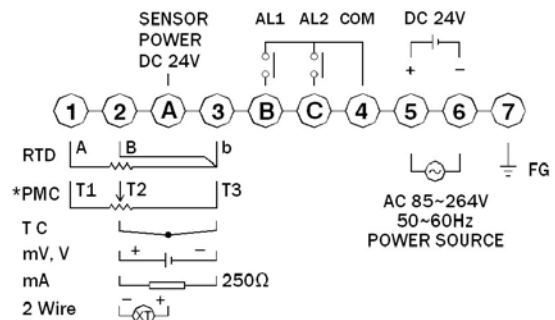 SENSOR POWER DC 24V
AL1 AL2 COM
DC 24V
+ −
1 2 A 3 B C 4 5 6 7
RTD A B b
*PMC T1 T2 T3
T C
mV, V + −
mA 250Ω
2 Wire − XT +
FG
AC 85~264V
50~60Hz
POWER SOURCE